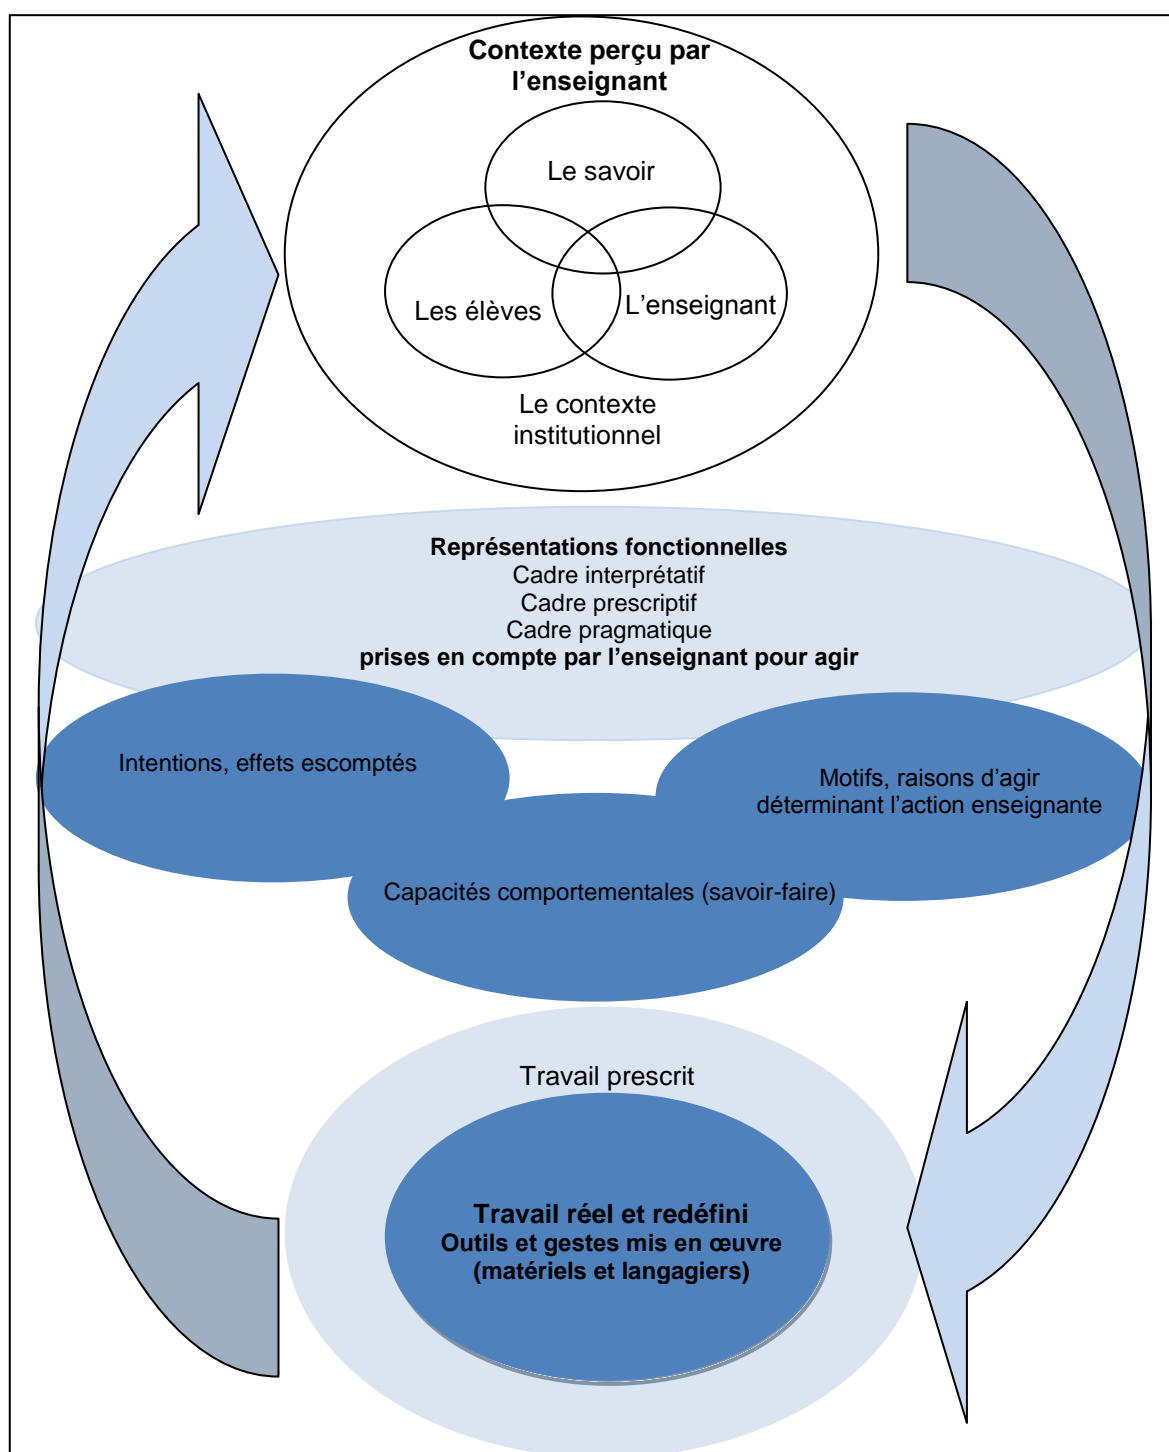 Contexte perçu par
l’enseignant
Le savoir
Les élèves
L’enseignant
Le contexte
institutionnel
Représentations fonctionnelles
Cadre interprétatif
Cadre prescriptif
Cadre pragmatique
prises en compte par l’enseignant pour agir
Intentions, effets escomptés
Motifs, raisons d’agir
déterminant l’action enseignante
Capacités comportementales (savoir-faire)
Travail prescrit
Travail réel et redéfini
Outils et gestes mis en œuvre
(matériels et langagiers)